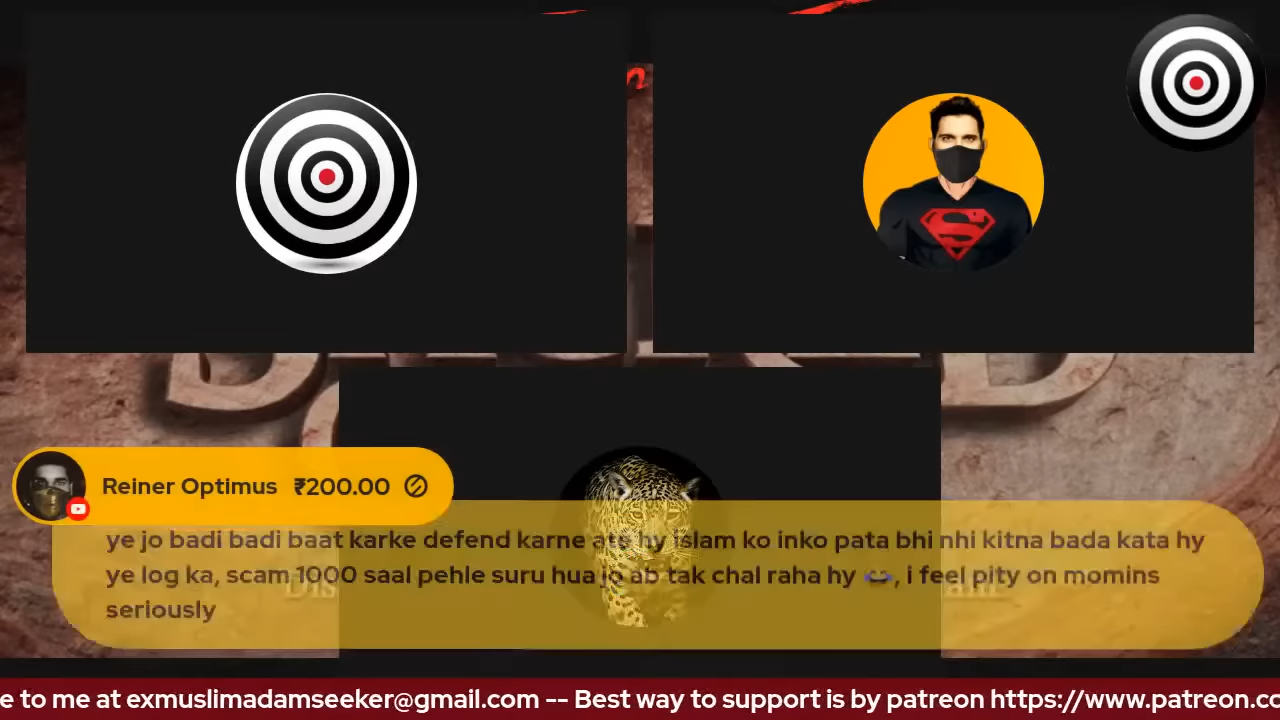 Reiner Optimus ₹200.00
ye jo badi badi baat karke defend karne ate hy islam ko inko pata bhi nhi kitna bada kata hy
ye log ka, scam 1000 saal pehle suru hua jo ab tak chal raha hy , i feel pity on momins
seriously
e to me at exmuslimadamseeker@gmail.com -- Best way to support is by patreon https://www.patreon.co